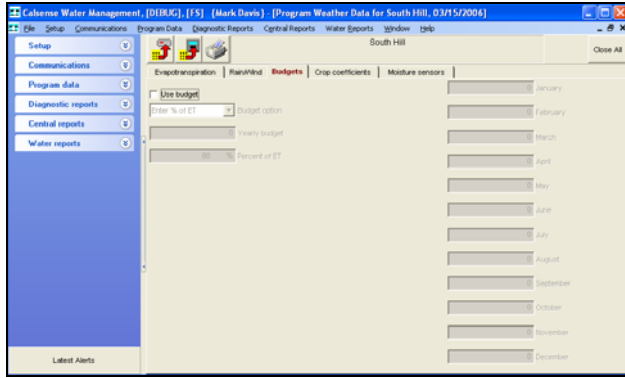 Calsense Water Management, [DEBUG], [FS] (Mark Davis) - [Program Weather Data for South Hill, 03/15/2006]
File Setup Communications Program Data Diagnostic Reports Central Reports Water Reports Window Help
Setup
Communications
Program data
Diagnostic reports
Central reports
Water reports
Latest Alerts
South Hill
Close All
Evapotranspiration Rain/Wind Budgets Crop coefficients Moisture sensors
Use budget
Enter % of ET Budget option
0 Yearly budget
80 % Percent of ET
0 January
0 February
0 March
0 April
0 May
0 June
0 July
0 August
0 September
0 October
0 November
0 December